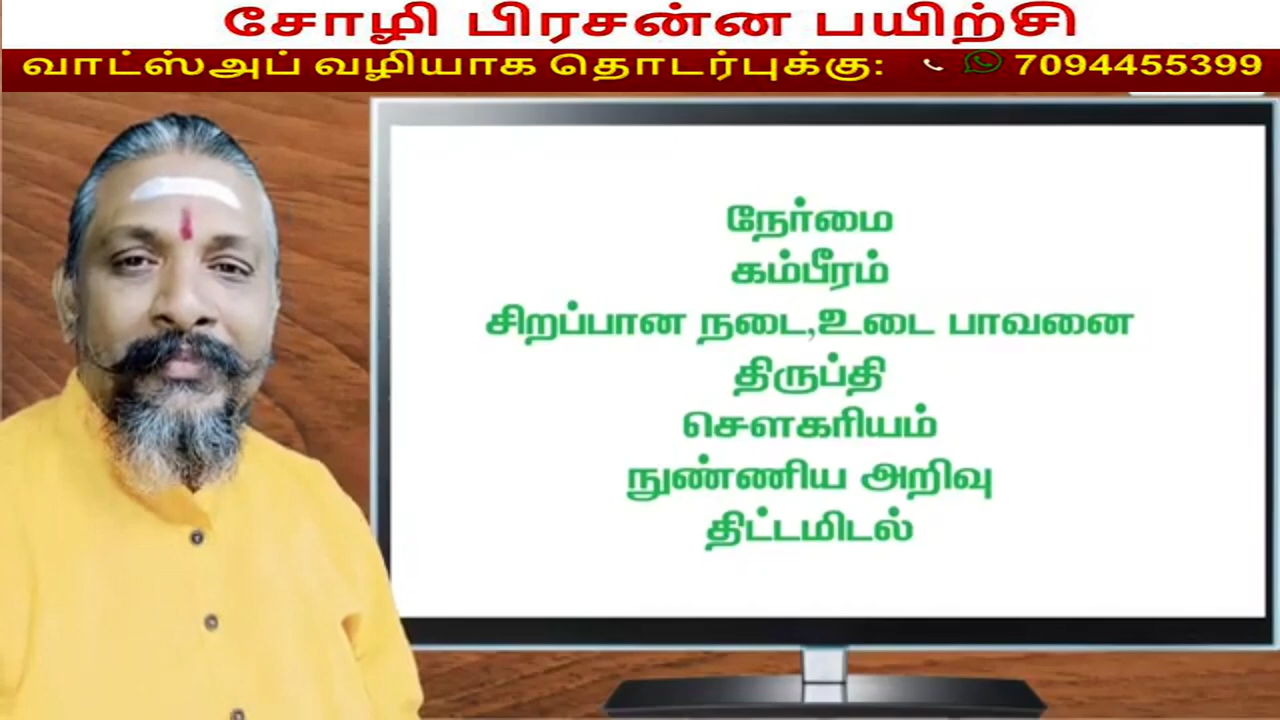 சோழி பிரசன்ன பயிற்சி
வாட்ஸ்அப் வழியாக தொடர்புக்கு: 7094455399
நேர்மை
கம்பீரம்
சிறப்பான நடை,உடை பாவனை
திருப்தி
சௌகரியம்
நுண்ணிய அறிவு
திட்டமிடல்